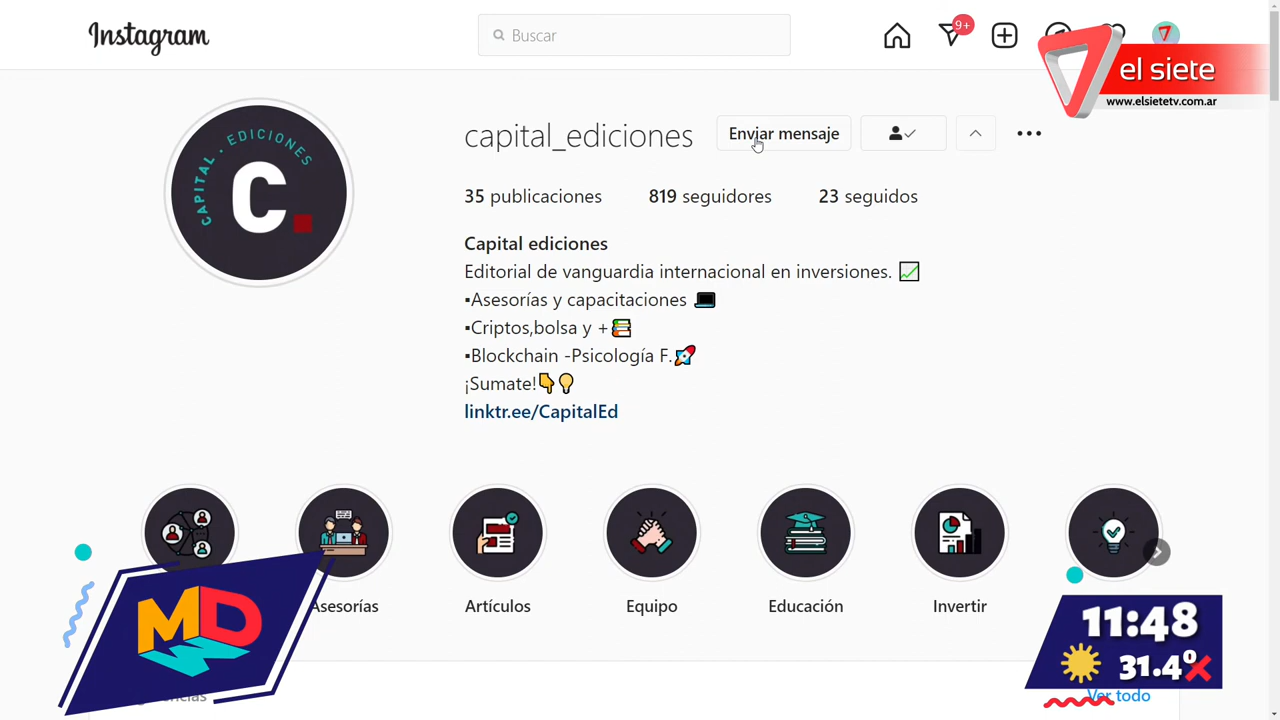 Instagram
Buscar
9+
el siete
www.elsietetv.com.ar
CAPITAL . EDICIONES
C.
capital_ediciones
Enviar mensaje
35 publicaciones 819 seguidores 23 seguidos
Capital ediciones
Editorial de vanguardia internacional en inversiones. 📈
▪Asesorías y capacitaciones 💻
▪Criptos,bolsa y +📚
▪Blockchain -Psicología F.🚀
¡Sumate!👇💡
linktr.ee/CapitalEd
Asesorías
Artículos
Equipo
Educación
Invertir
MD
11:48
31.4º
Ver todo